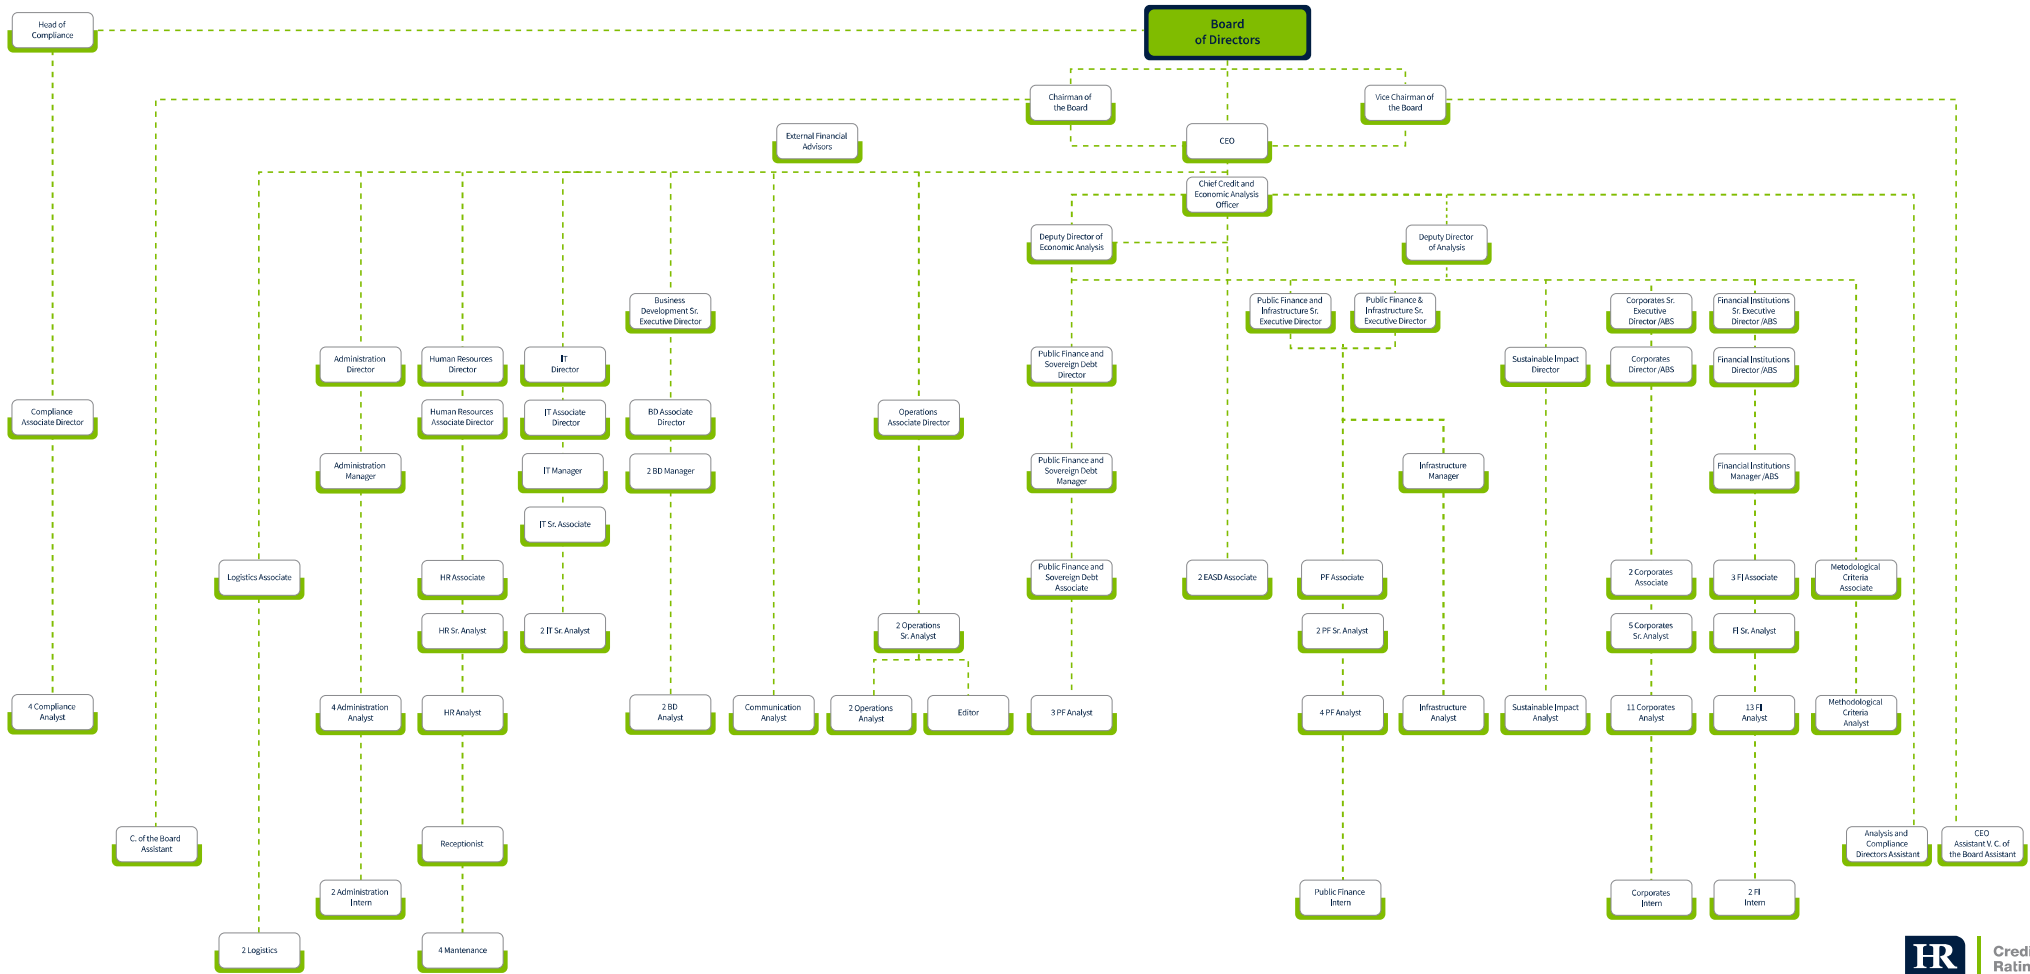 Head of
Compliance
Board
of Directors
Chairman of
the Board
Vice Chairman of
the Board
External Financial
Advisors
CEO
Chief Credit and
Economic Analysis
Officer
Deputy Director of
Economic Analysis
Deputy Director
of Analysis
Business
Development Sr.
Executive Director
Public Finance and
Infrastructure Sr.
Executive Director
Public Finance &
Infrastructure Sr.
Executive Director
Corporates Sr.
Executive
Director /ABS
Financial Institutions
Sr. Executive
Director /ABS
Administration
Director
Human Resources
Director
IT
Director
Public Finance and
Sovereign Debt
Director
Sustainable Impact
Director
Corporates
Director /ABS
Financial Institutions
Director /ABS
Compliance
Associate Director
Human Resources
Associate Director
IT Associate
Director
BD Associate
Director
Operations
Associate Director
Administration
Manager
IT Manager
2 BD Manager
Public Finance and
Sovereign Debt
Manager
Infrastructure
Manager
Financial Institutions
Manager /ABS
IT Sr. Associate
Logistics Associate
HR Associate
Public Finance and
Sovereign Debt
Associate
2 EASD Associate
PF Associate
2 Corporates
Associate
3 FI Associate
Metodological
Criteria
Associate
HR Sr. Analyst
2 IT Sr. Analyst
2 Operations
Sr. Analyst
2 PF Sr. Analyst
5 Corporates
Sr. Analyst
FI Sr. Analyst
4 Compliance
Analyst
4 Administration
Analyst
HR Analyst
2 BD
Analyst
Communication
Analyst
2 Operations
Analyst
Editor
3 PF Analyst
4 PF Analyst
Infrastructure
Analyst
Sustainable Impact
Analyst
11 Corporates
Analyst
13 FI
Analyst
Methodological
Criteria
Analyst
C. of the Board
Assistant
Receptionist
Analysis and
Compliance
Directors Assistant
CEO
Assistant V. C. of
the Board Assistant
2 Administration
Intern
Public Finance
Intern
Corporates
Intern
2 FI
Intern
2 Logistics
4 Mantenance
HR
Credi
Ratin